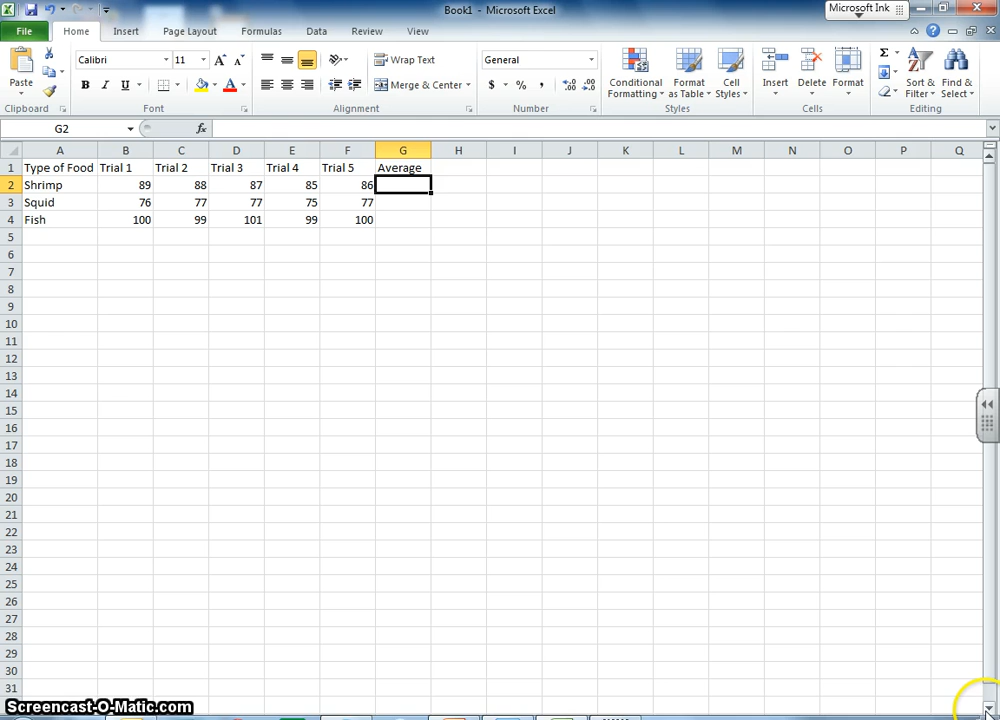 Book1 - Microsoft Excel
Microsoft Ink
File Home Insert Page Layout Formulas Data Review View
Calibri 11 Wrap Text General
Paste B I U Merge & Center $ % , Conditional Formatting Format as Table Cell Styles Insert Delete Format Sort & Filter Find & Select
Clipboard Font Alignment Number Styles Cells Editing
G2 fx
A B C D E F G H I J K L M N O P Q
1 Type of Food Trial 1 Trial 2 Trial 3 Trial 4 Trial 5 Average
2 Shrimp 89 88 87 85 86
3 Squid 76 77 77 75 77
4 Fish 100 99 101 99 100
5
6
7
8
9
10
11
12
13
14
15
16
17
18
19
20
21
22
23
24
25
26
27
28
29
30
31
Screencast-O-Matic.com